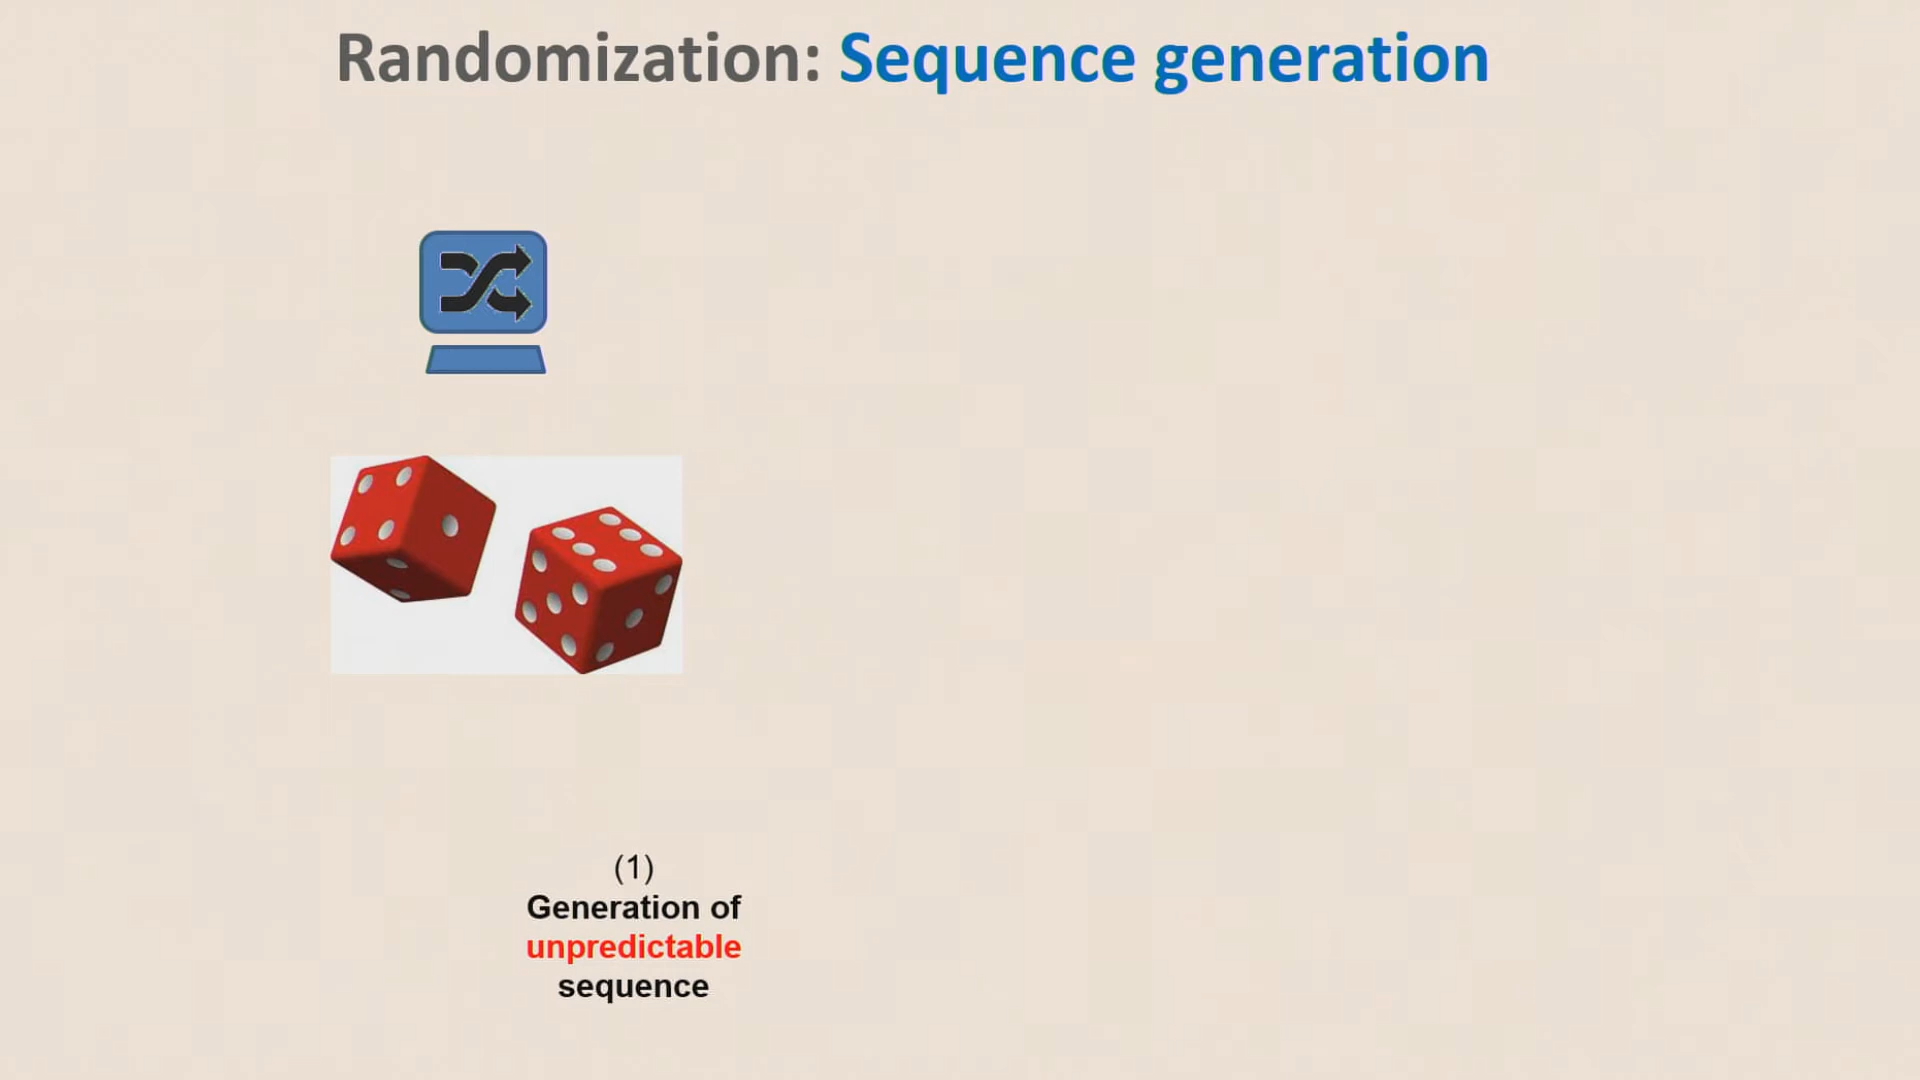 Randomization: Sequence generation
(1)
Generation of
unpredictable
sequence